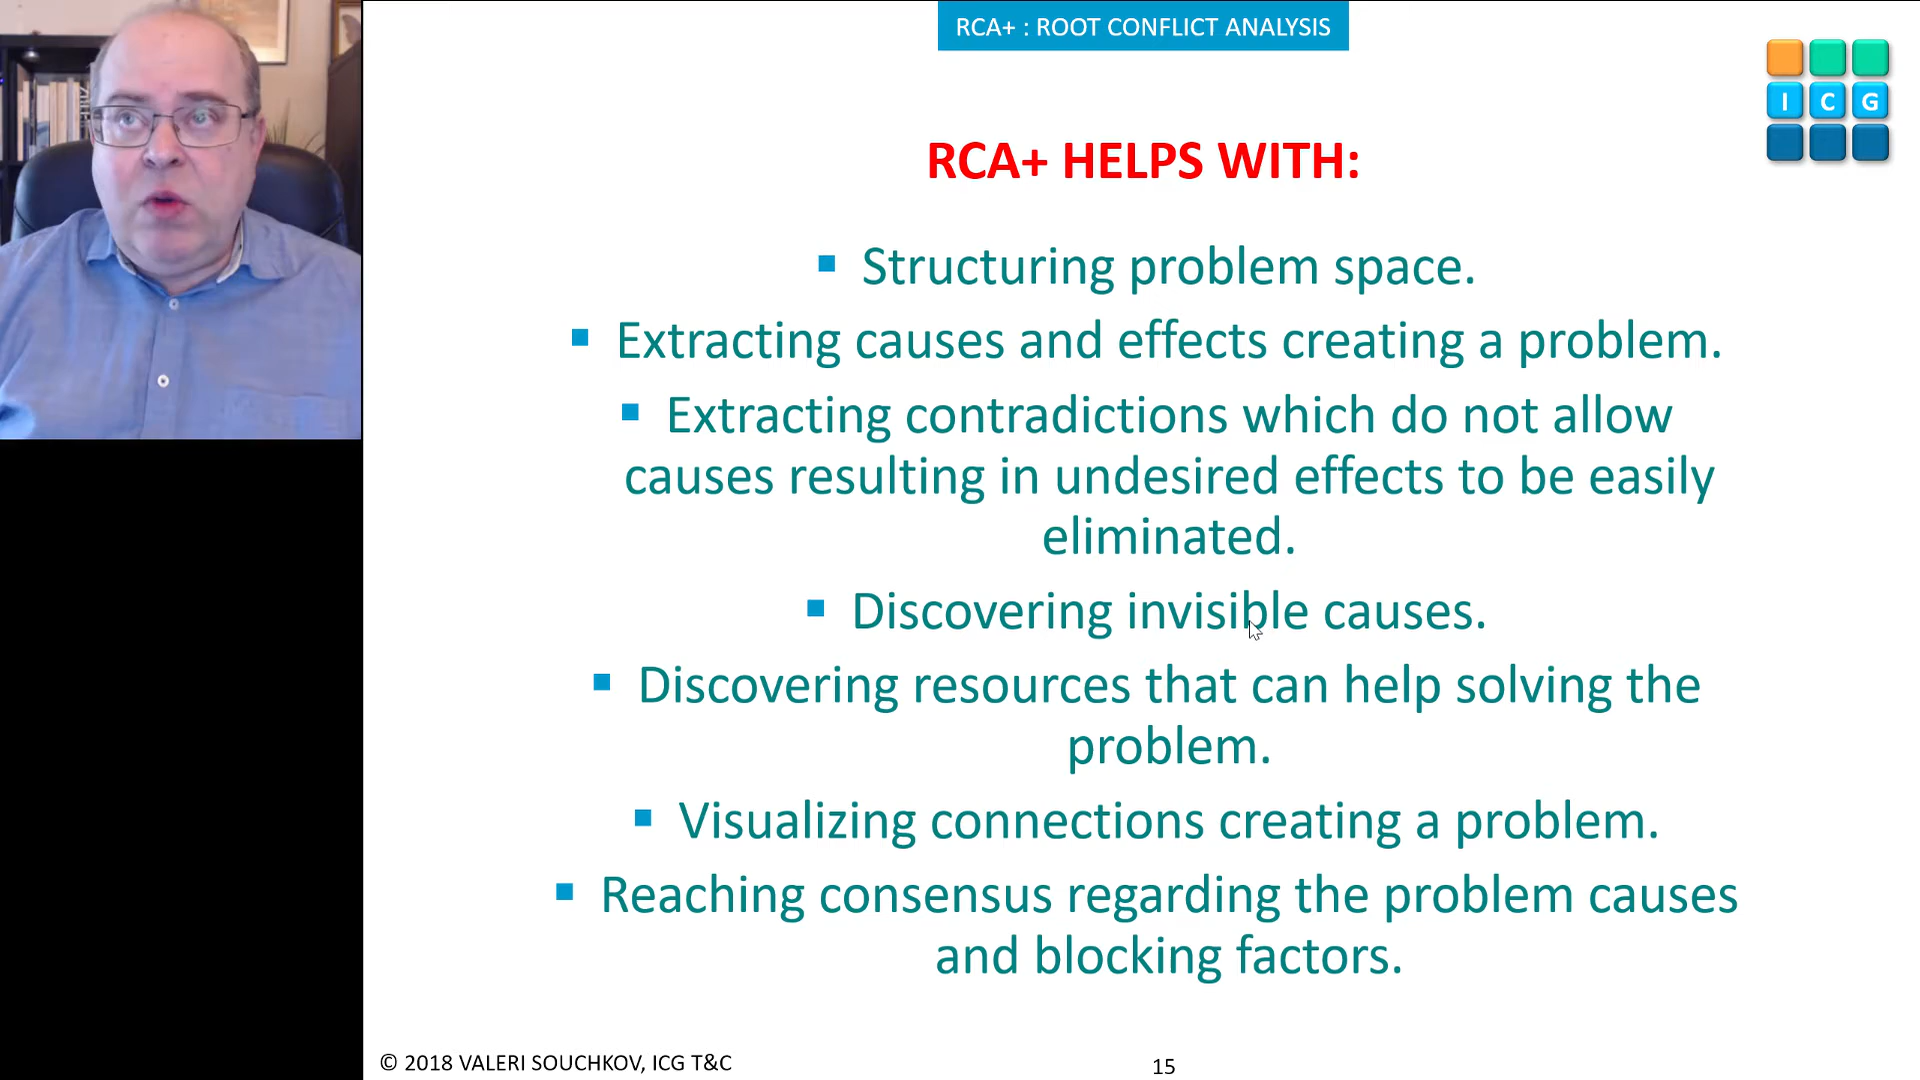 RCA+ : ROOT CONFLICT ANALYSIS
I C G
RCA+ HELPS WITH:
▪ Structuring problem space.
▪ Extracting causes and effects creating a problem.
▪ Extracting contradictions which do not allow
causes resulting in undesired effects to be easily
eliminated.
▪ Discovering invisible causes.
▪ Discovering resources that can help solving the
problem.
▪ Visualizing connections creating a problem.
▪ Reaching consensus regarding the problem causes
and blocking factors.
© 2018 VALERI SOUCHKOV, ICG T&C
15